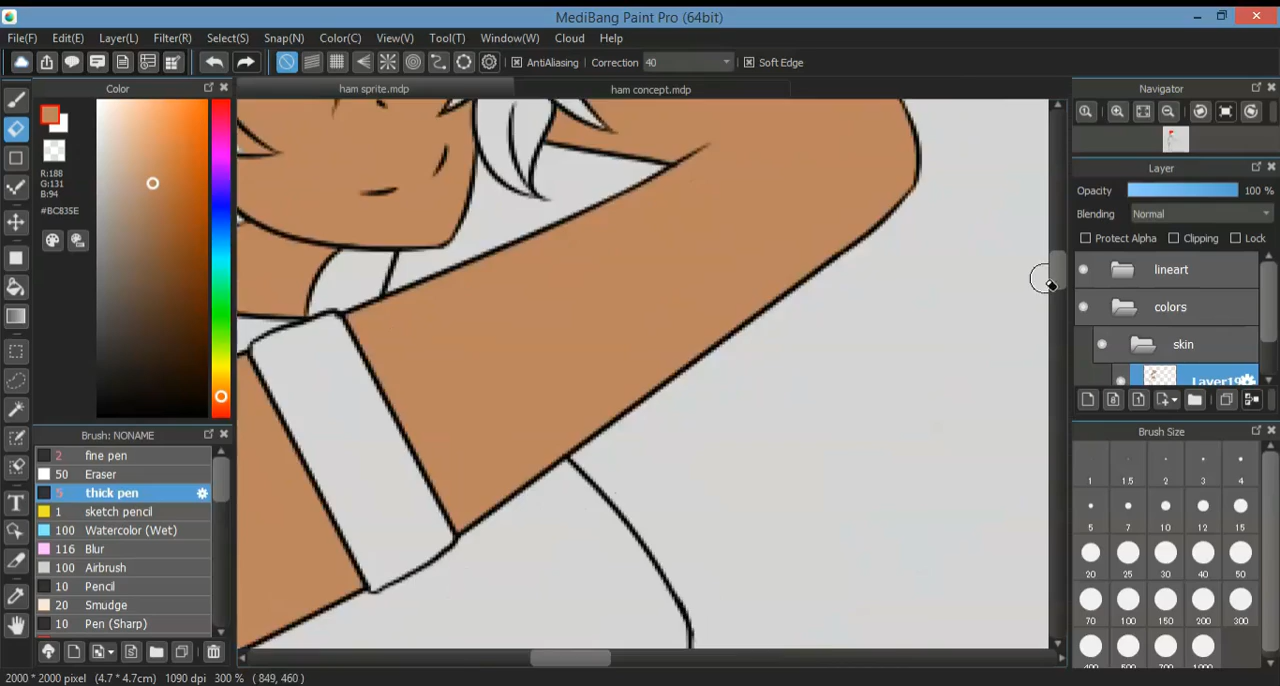 MediBang Paint Pro (64bit)
File(F) Edit(E) Layer(L) Filter(R) Select(S) Snap(N) Color(C) View(V) Tool(T) Window(W) Cloud Help
AntiAliasing Correction 40 Soft Edge
Color
ham sprite.mdp
ham concept.mdp
Navigator
R:188
G:131
B:94
#BC835E
Layer
Opacity 100 %
Blending Normal
Protect Alpha Clipping Lock
lineart
colors
skin
Layer19
Brush: NONAME
2 fine pen
50 Eraser
5 thick pen
1 sketch pencil
100 Watercolor (Wet)
116 Blur
100 Airbrush
10 Pencil
20 Smudge
10 Pen (Sharp)
Brush Size
1 1.5 2 3 4
5 7 10 12 15
20 25 30 40 50
70 100 150 200 300
400 500 700 1000
2000 * 2000 pixel (4.7 * 4.7cm) 1090 dpi 300 % ( 849, 460 )